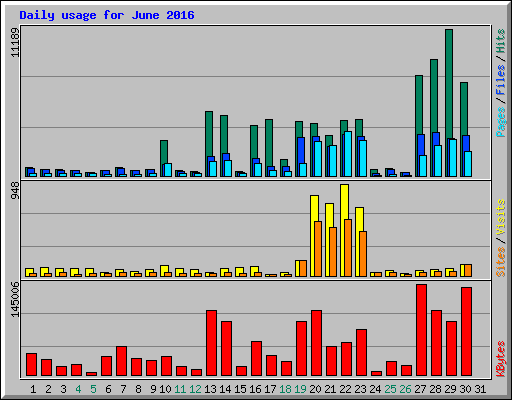 Daily usage for June 2016
11189
Pages / Files / Hits
948
Sites / Visits
145006
KBytes
1 2 3 4 5 6 7 8 9 10 11 12 13 14 15 16 17 18 19 20 21 22 23 24 25 26 27 28 29 30 31